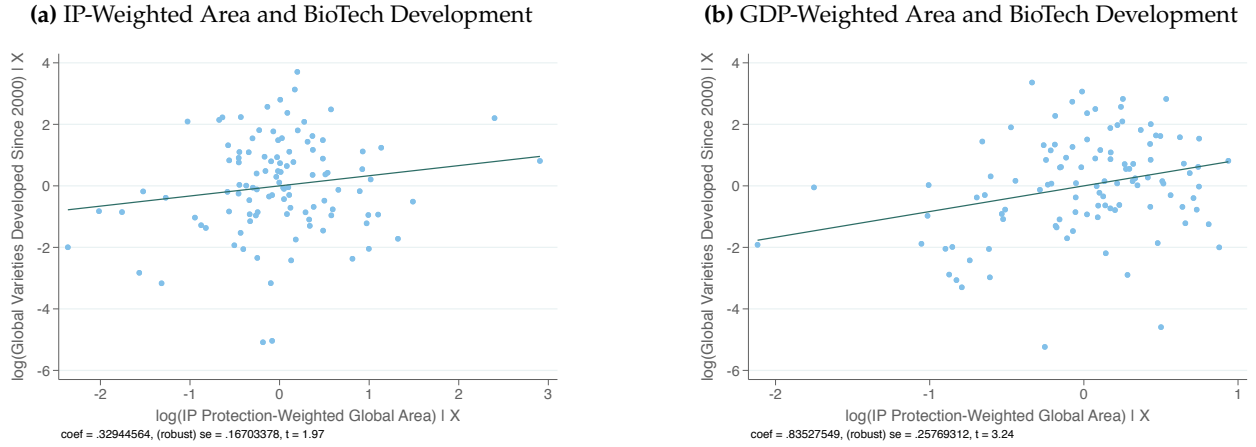 (a) IP-Weighted Area and BioTech Development
log(Global Varieties Developed Since 2000) | X
4
2
0
-2
-4
-6
-2
-1
0
1
2
3
log(IP Protection-Weighted Global Area) | X
coef = .32944564, (robust) se = .16703378, t = 1.97
(b) GDP-Weighted Area and BioTech Development
log(Global Varieties Developed Since 2000) | X
4
2
0
-2
-4
-6
-2
-1
0
1
log(IP Protection-Weighted Global Area) | X
coef = .83527549, (robust) se = .25769312, t = 3.24